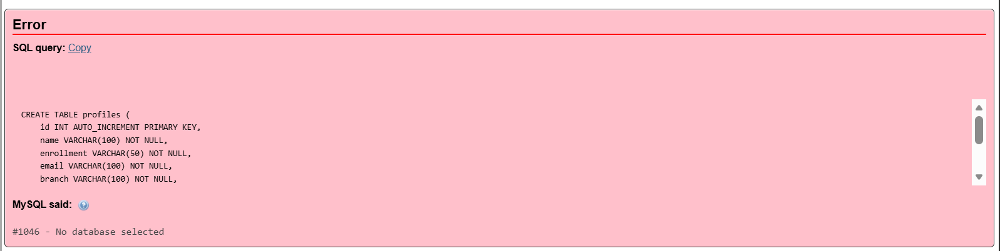 Error
SQL query: Copy
CREATE TABLE profiles (
    id INT AUTO_INCREMENT PRIMARY KEY,
    name VARCHAR(100) NOT NULL,
    enrollment VARCHAR(50) NOT NULL,
    email VARCHAR(100) NOT NULL,
    branch VARCHAR(100) NOT NULL,
MySQL said:
#1046 - No database selected